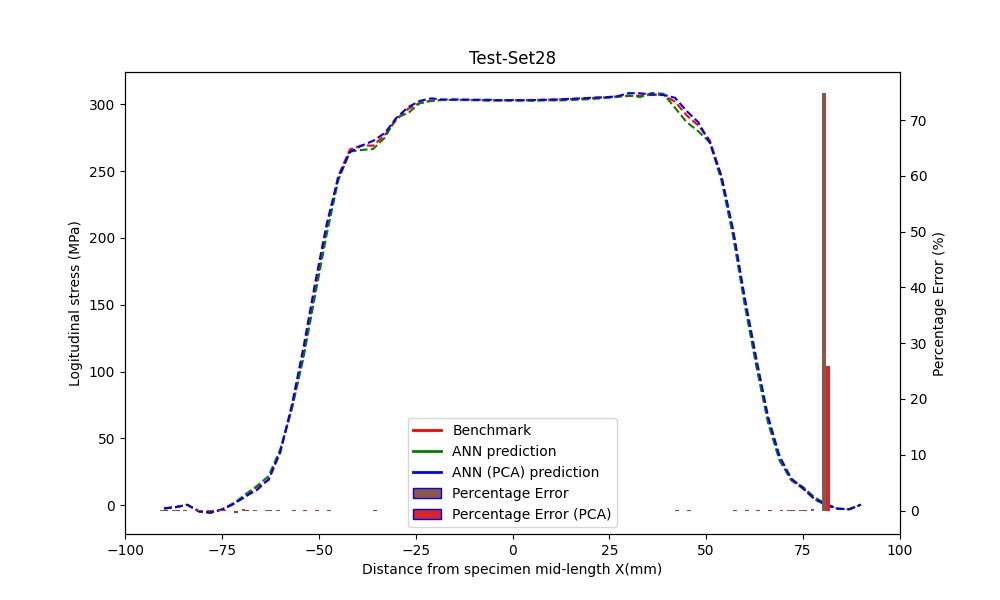 Test-Set28
300
250
200
150
100
50
0
Logitudinal stress (MPa)
70
60
50
40
30
20
10
0
Percentage Error (%)
Benchmark
ANN prediction
ANN (PCA) prediction
Percentage Error
Percentage Error (PCA)
−100 −75 −50 −25 0 25 50 75 100
Distance from specimen mid-length X(mm)